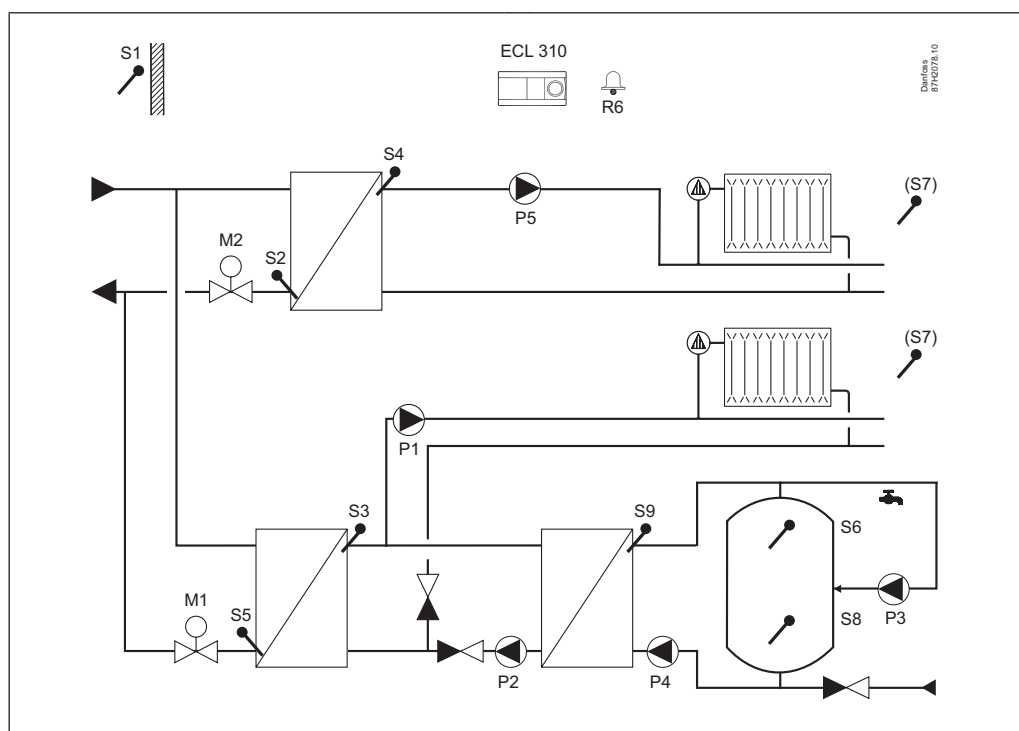 S1
ECL 310
R6
Danfoss
87H2078.10
S4
P5
(S7)
M2
S2
(S7)
P1
S3
S9
S6
M1
S5
S8
P3
P2
P4